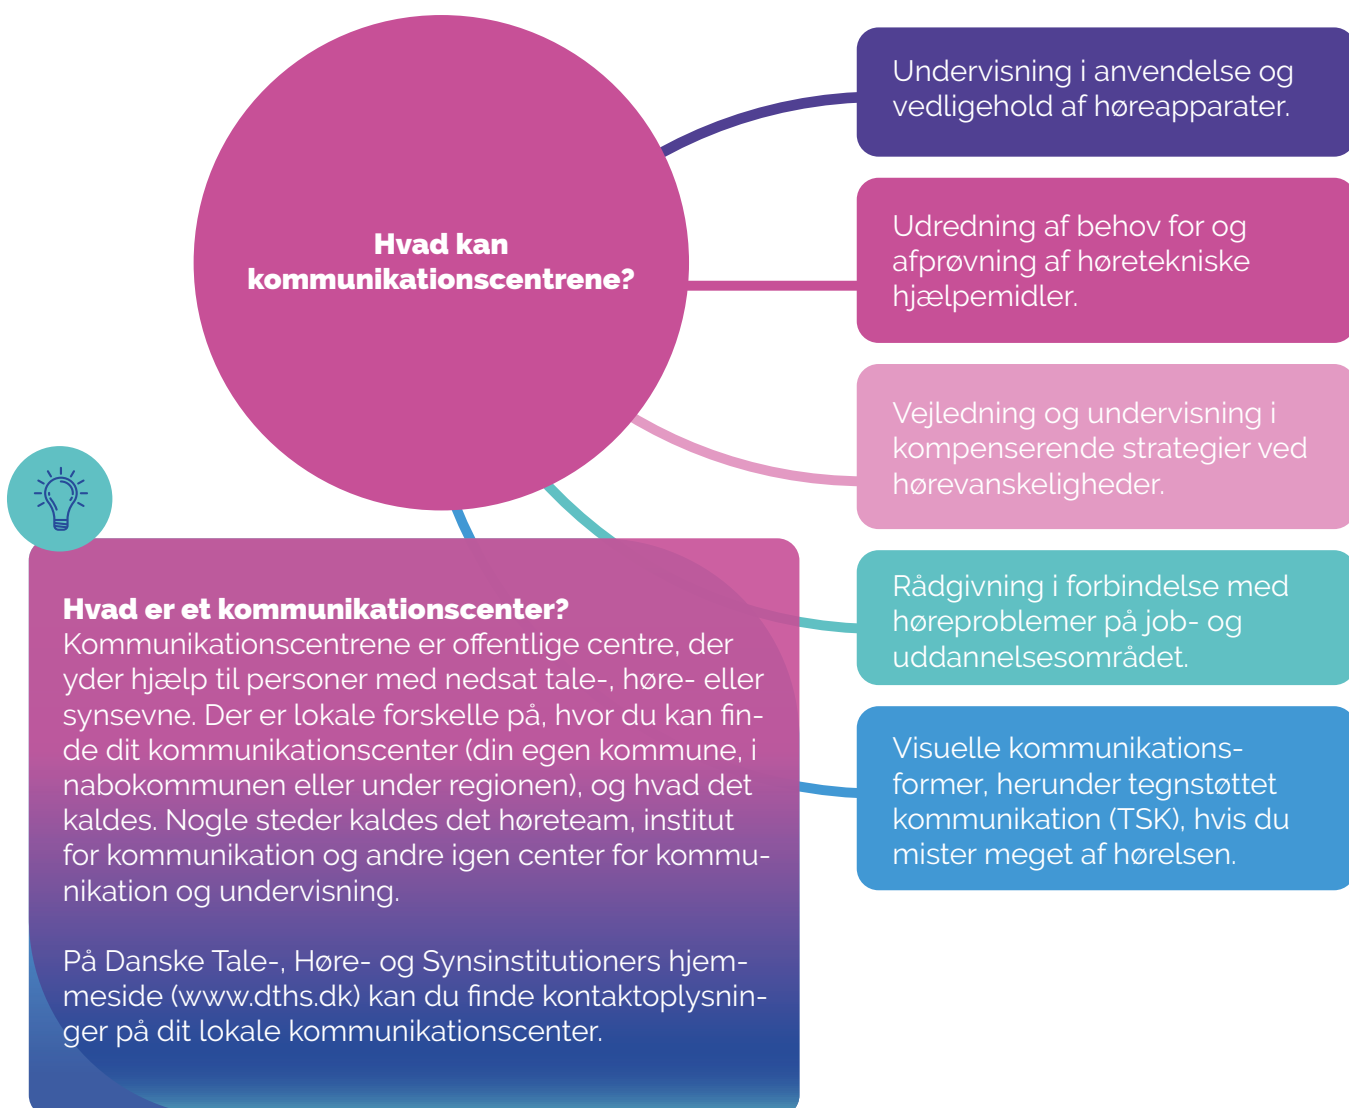 Hvad kan
kommunikationscentrene?
Undervisning i anvendelse og
vedligehold af høreapparater.
Udredning af behov for og
afprøvning af høretekniske
hjælpemidler.
Vejledning og undervisning i
kompenserende strategier ved
hørevanskeligheder.
Rådgivning i forbindelse med
høreproblemer på job- og
uddannelsesområdet.
Visuelle kommunikations-
former, herunder tegnstøttet
kommunikation (TSK), hvis du
mister meget af hørelsen.
Hvad er et kommunikationscenter?
Kommunikationscentrene er offentlige centre, der
yder hjælp til personer med nedsat tale-, høre- eller
synsevne. Der er lokale forskelle på, hvor du kan fin-
de dit kommunikationscenter (din egen kommune, i
nabokommunen eller under regionen), og hvad det
kaldes. Nogle steder kaldes det høreteam, institut
for kommunikation og andre igen center for kommu-
nikation og undervisning.
På Danske Tale-, Høre- og Synsinstitutioners hjem-
meside (www.dths.dk) kan du finde kontaktoplysnin-
ger på dit lokale kommunikationscenter.